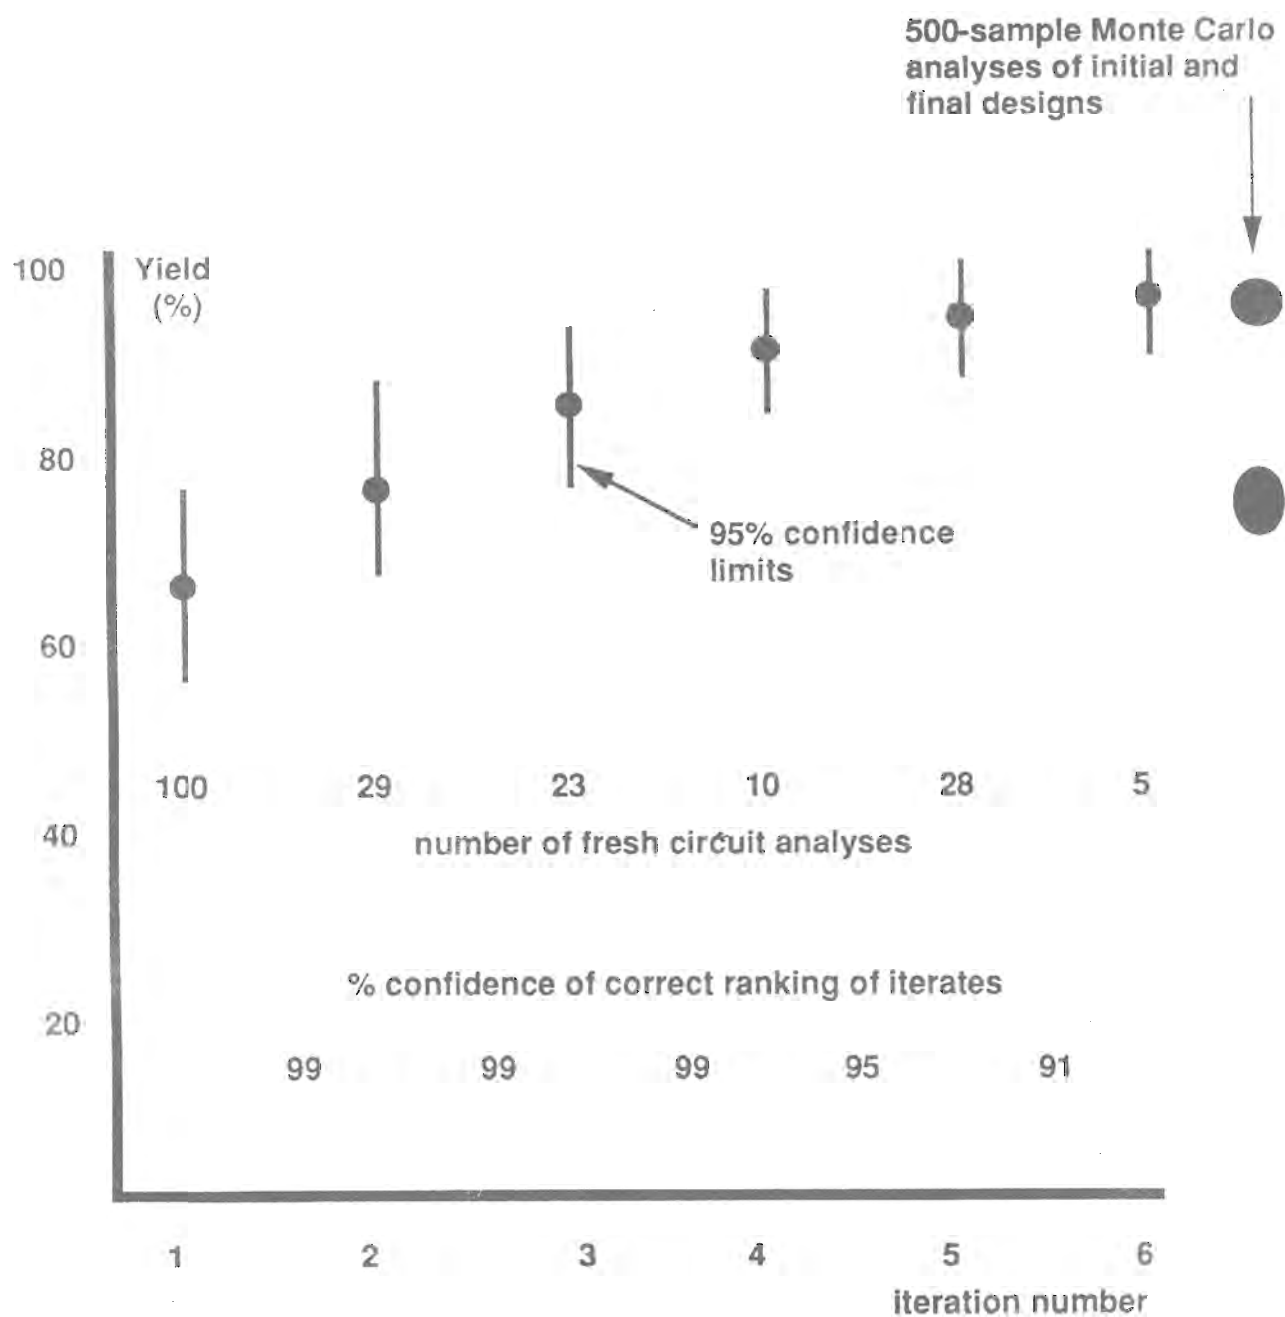 500-sample Monte Carlo
analyses of initial and
final designs
100
Yield
(%)
80
95% confidence
limits
60
100 29 23 10 28 5
40
number of fresh circuit analyses
% confidence of correct ranking of iterates
20
99 99 99 95 91
1 2 3 4 5 6
iteration number